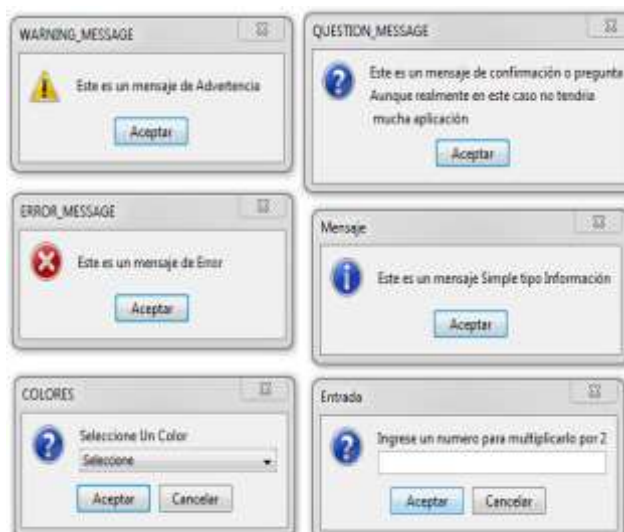 WARNING_MESSAGE
Este es un mensaje de Advertencia
Aceptar
QUESTION_MESSAGE
Este es un mensaje de confirmación o pregunta
Aunque realmente en este caso no tendria
mucha aplicación
Aceptar
ERROR_MESSAGE
Este es un mensaje de Error
Aceptar
Mensaje
Este es un mensaje Simple tipo Información
Aceptar
COLORES
Seleccione Un Color
Seleccione
Aceptar Cancelar
Entrada
Ingrese un numero para multiplicarlo por 2
Aceptar Cancelar